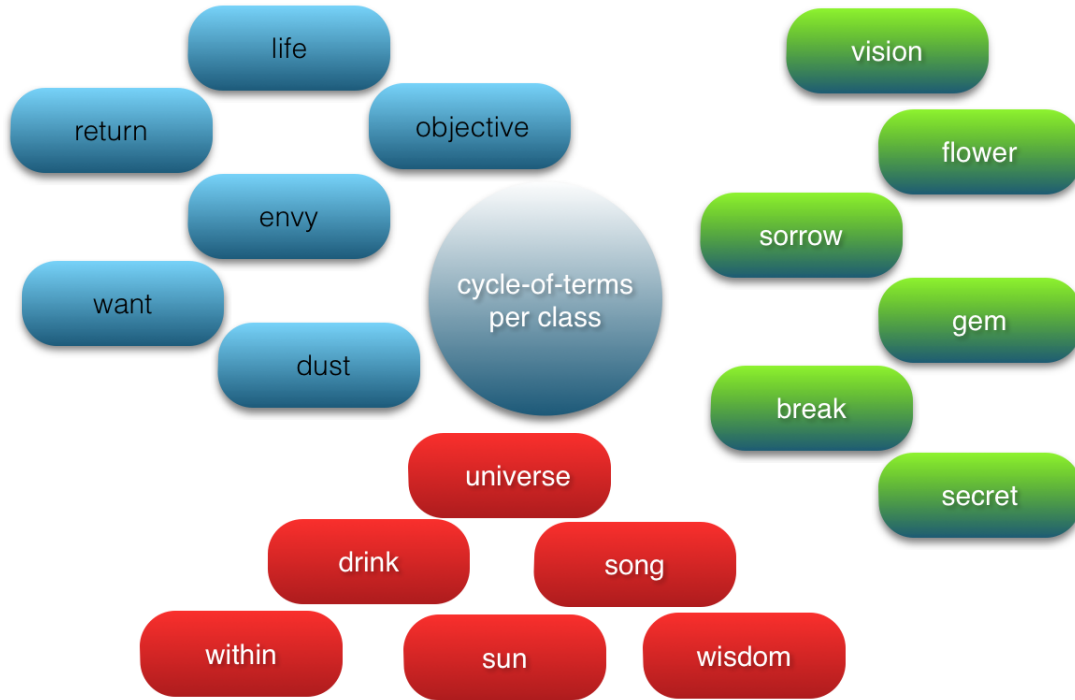 life
return
objective
envy
want
dust
cycle-of-terms
per class
vision
flower
sorrow
gem
break
secret
universe
drink
song
within
sun
wisdom